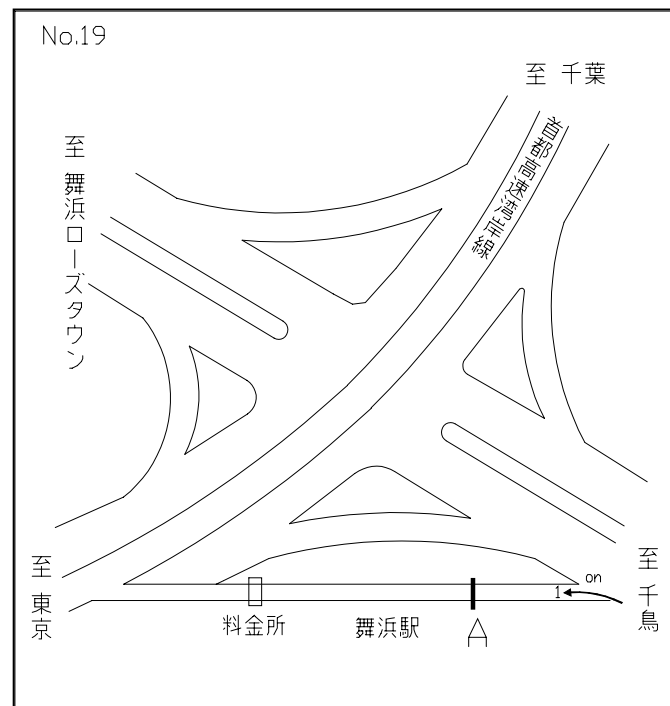 No.19
至 千葉
至 舞浜ローズタウン
首都高速湾岸線
至 東京
料金所
舞浜駅
A
1
on
至 千鳥